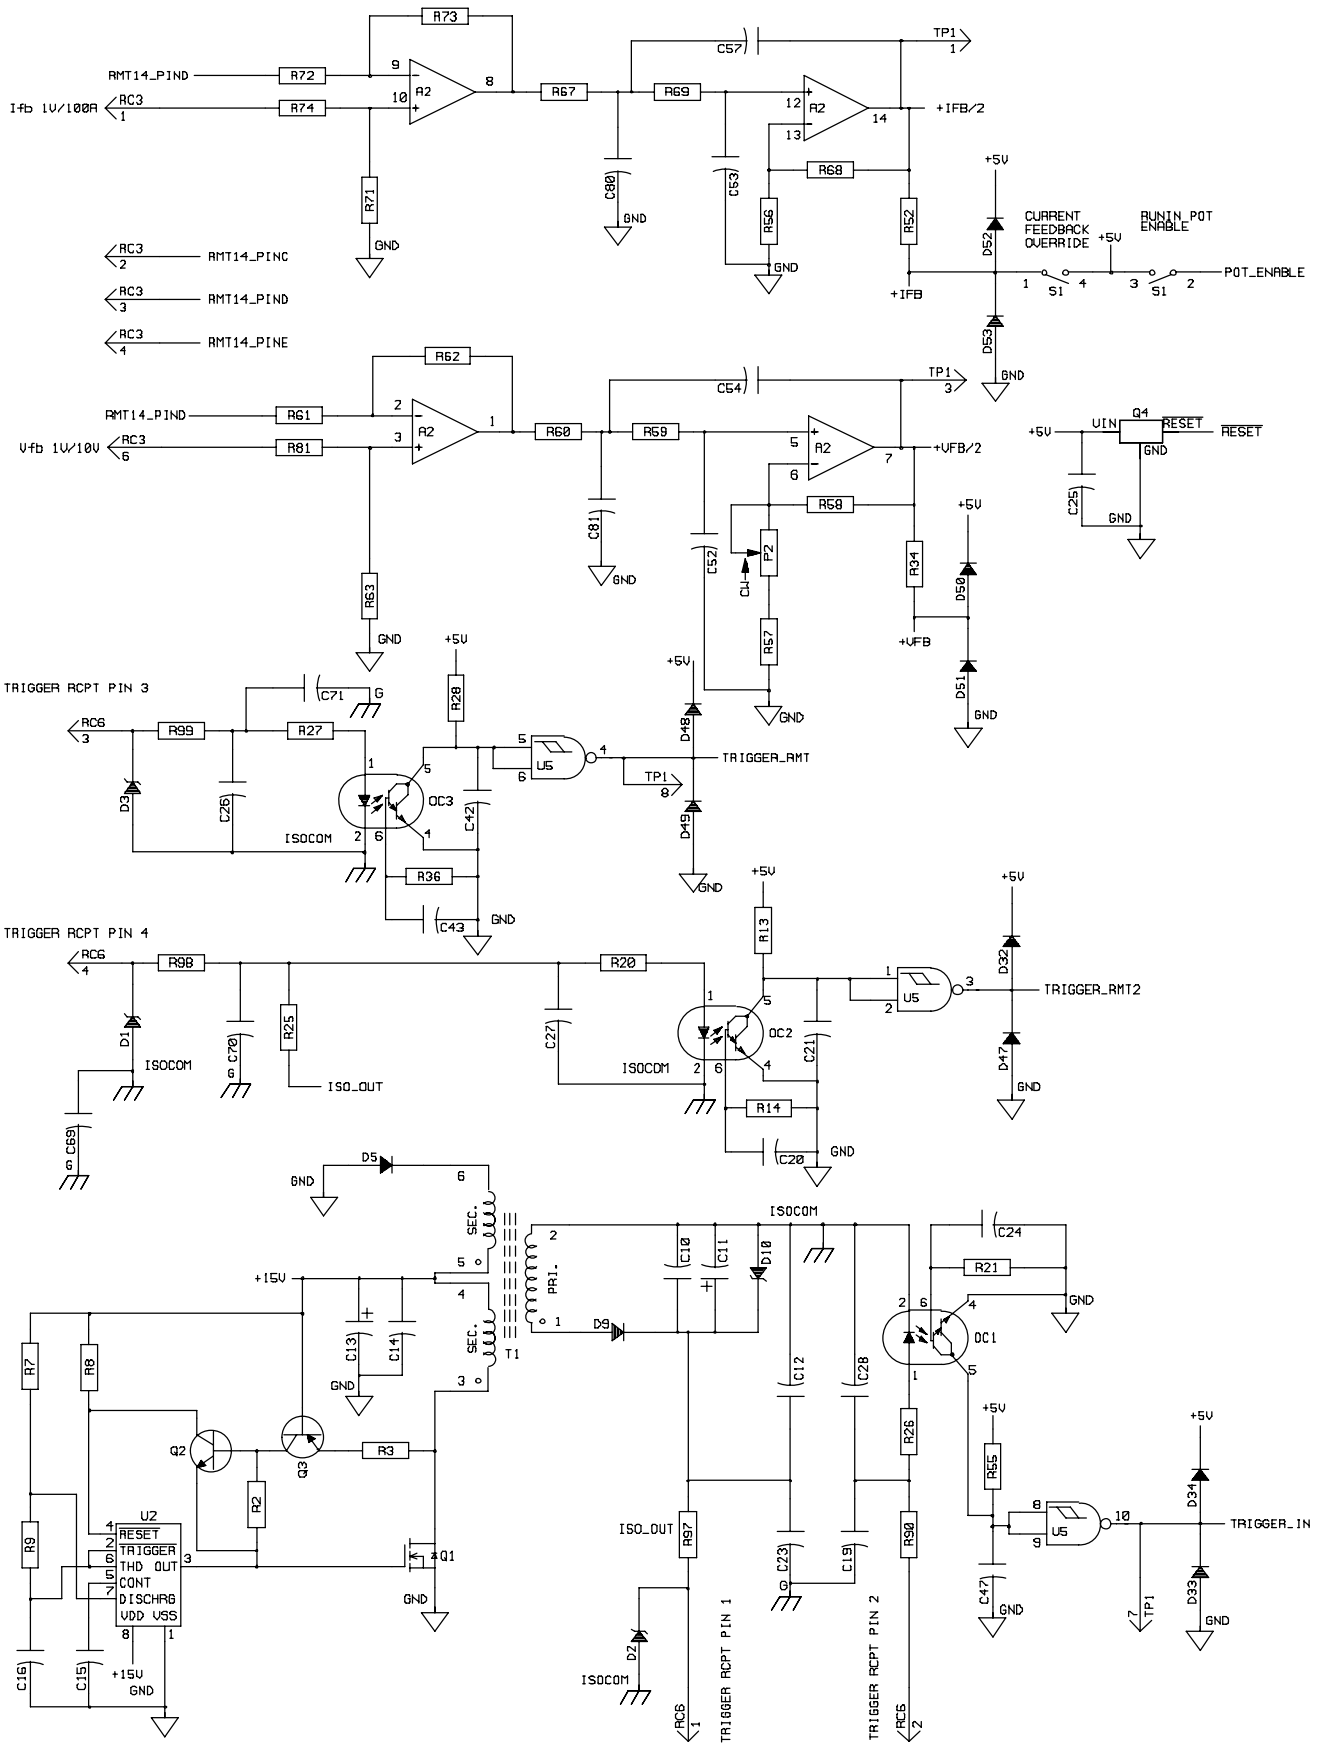 R73
RMT14_PIND
R72
9
8
A2
Ifb 1V/100A
RC3
1
R74
10
R71
GND
R67
R69
C57
C80
GND
C53
12
13
A2
14
TP1
1
+IFB/2
R68
R56
R52
GND
+IFB
+5V
D52
D53
GND
CURRENT
FEEDBACK
OVERRIDE
1
S1
4
+5V
RUNIN_POT
ENABLE
3
S1
2
POT_ENABLE
RC3
2
RMT14_PINC
RC3
3
RMT14_PIND
RC3
4
RMT14_PINE
R62
RMT14_PIND
R61
2
1
A2
Vfb 1V/10V
RC3
6
R81
3
R63
GND
R60
R59
C54
C81
GND
C52
5
6
A2
7
TP1
3
+VFB/2
R58
P2
CW
R57
GND
R34
+VFB
+5V
D50
D51
GND
+5V
VIN
Q4
RESET
GND
RESET
C25
GND
TRIGGER RCPT PIN 3
RC6
3
R99
R27
C71
G
D3
C26
ISOCOM
1
2
6
5
4
OC3
+5V
R28
C42
R36
C43
GND
5
6
U5
4
TP1
8
+5V
D48
D49
GND
TRIGGER_RMT
TRIGGER RCPT PIN 4
RC6
4
R98
D1
ISOCOM
C69
G
C70
G
R25
ISO_OUT
C27
R20
ISOCOM
1
2
6
5
4
OC2
+5V
R13
C21
R14
C20
GND
1
2
U5
3
+5V
D32
D47
GND
TRIGGER_RMT2
D5
GND
6
SEC.
5
4
SEC.
3
T1
PRI.
2
1
+15V
C13
C14
GND
R7
R8
R9
Q2
Q3
R3
R2
Q1
GND
U2
4
RESET
2
TRIGGER
6
THD OUT
3
5
CONT
7
DISCHRG
VDD VSS
8
1
+15V
GND
C16
C15
D9
C10
C11
D10
ISOCOM
C12
C28
C23
C19
G
ISO_OUT
R97
D2
ISOCOM
RC6
1
TRIGGER RCPT PIN 1
TRIGGER RCPT PIN 2
RC6
2
R26
R90
2
6
4
1
5
OC1
C24
R21
GND
+5V
R55
C47
GND
8
9
U5
10
7
TP1
+5V
D34
D33
GND
TRIGGER_IN